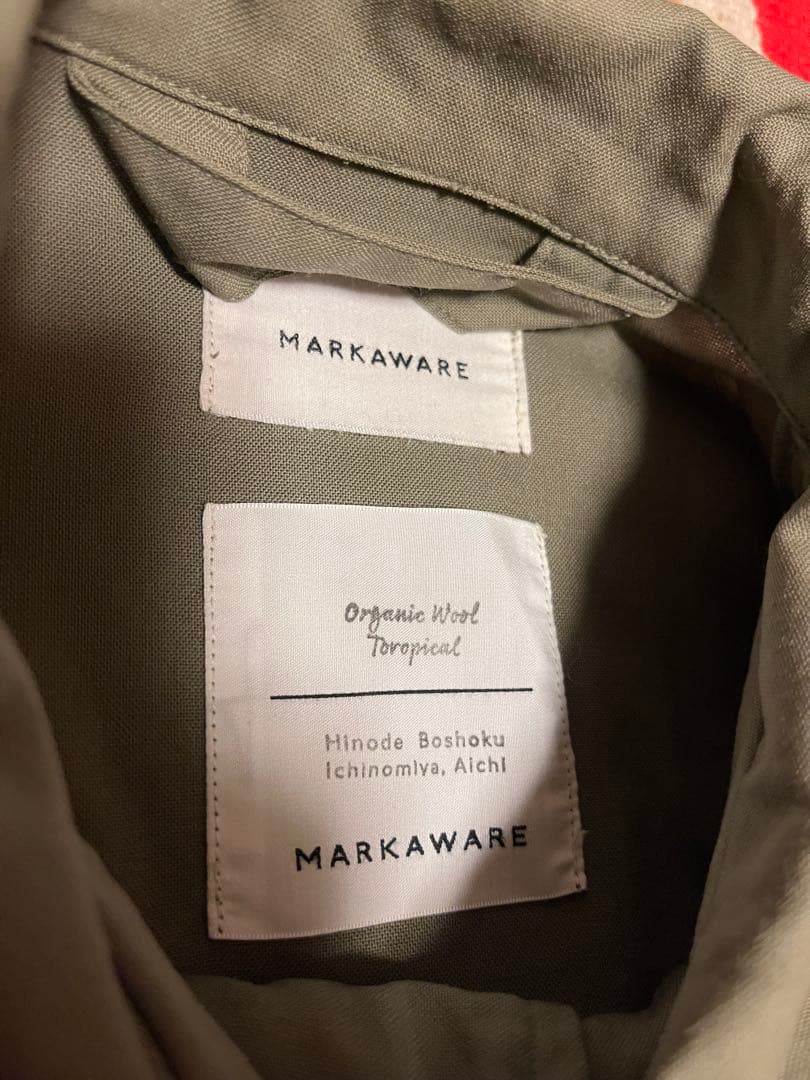 MARKAWARE
Organic Wool
Toropical
Hinode Boshoku
Ichinomiya, Aichi
MARKAWARE